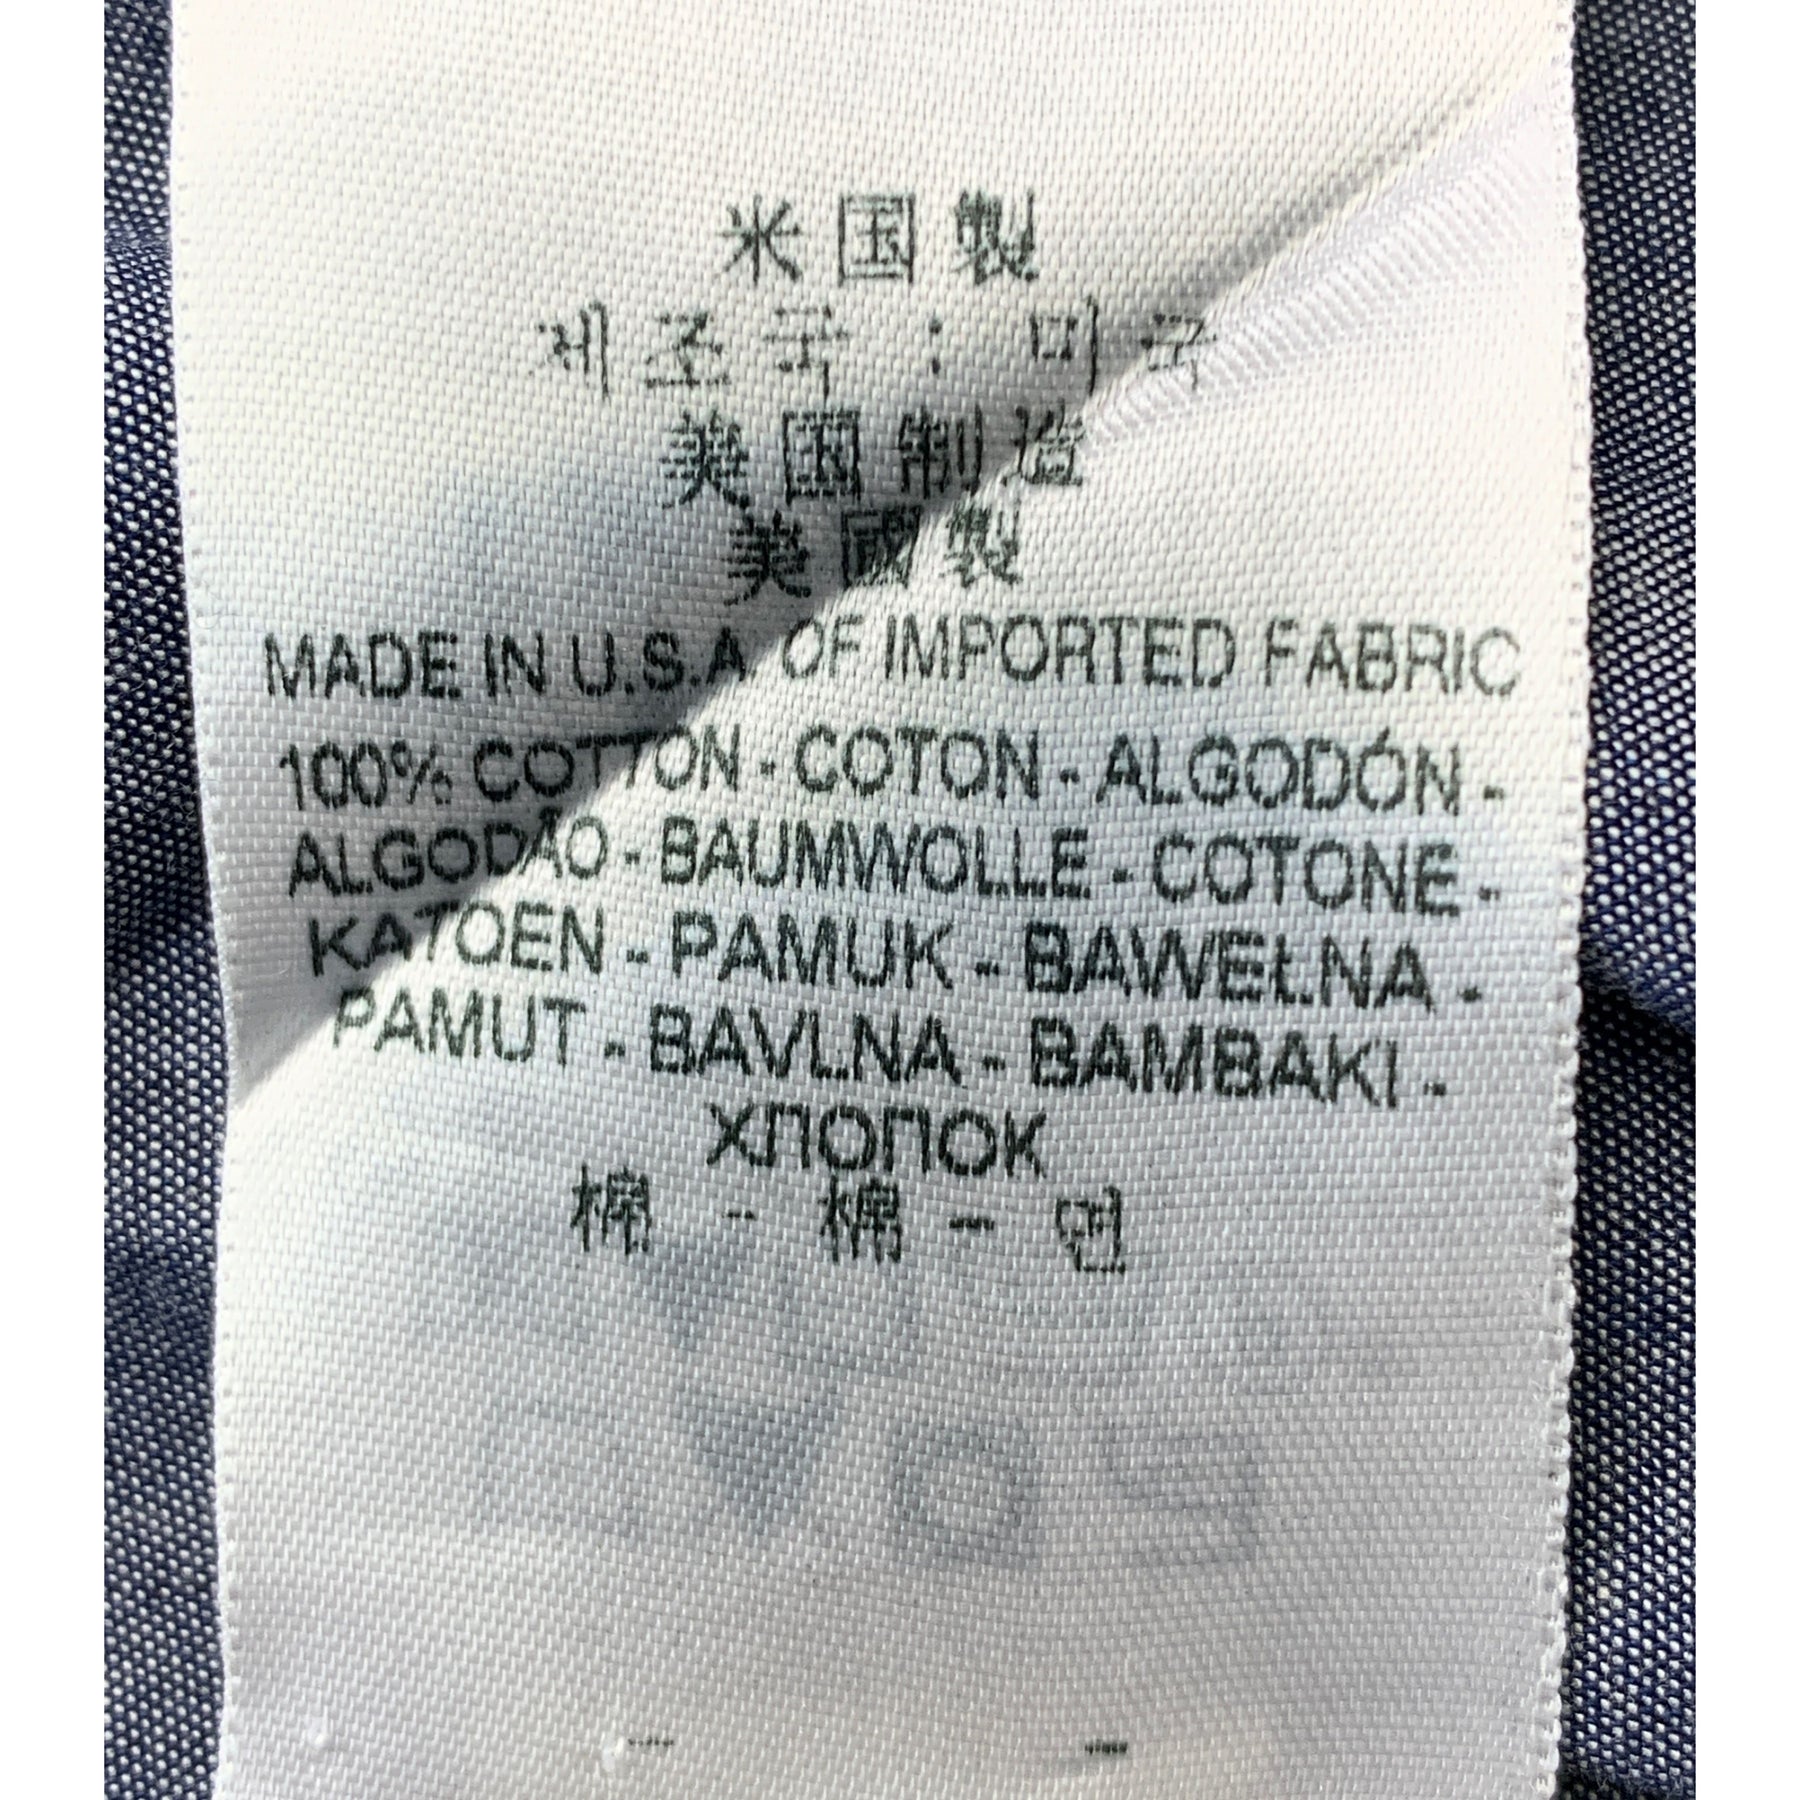 米国製
제조국 : 미국
美国制造
美國製
MADE IN U.S.A. OF IMPORTED FABRIC
100% COTTON - COTON - ALGODÓN -
ALGODÃO - BAUMWOLLE - COTONE -
KATOEN - PAMUK - BAWEŁNA -
PAMUT - BAVLNA - BAMBAKI -
ХЛОПОК
棉 - 棉 - 면